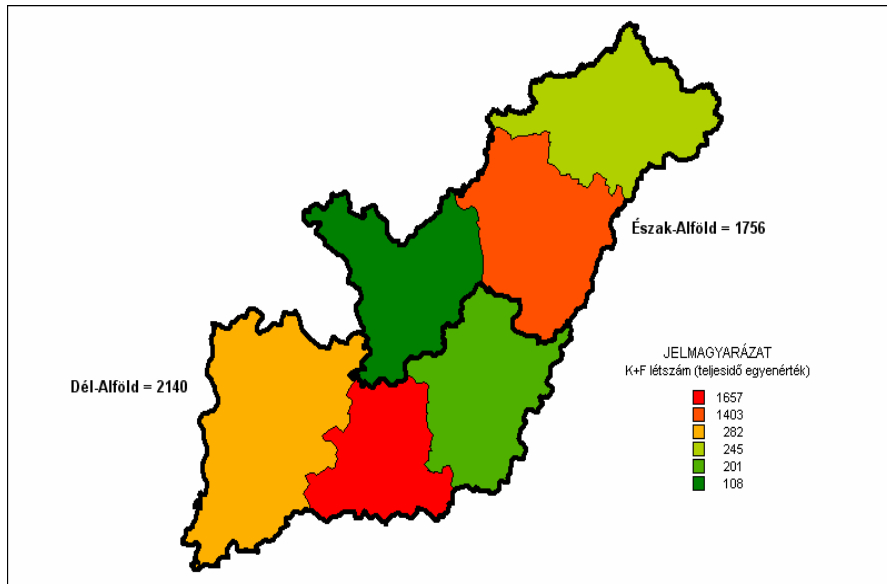 Észak-Alföld = 1756
Dél-Alföld = 2140
JELMAGYARÁZAT
K+F létszám (teljesidő egyenérték)
1657
1403
282
245
201
108